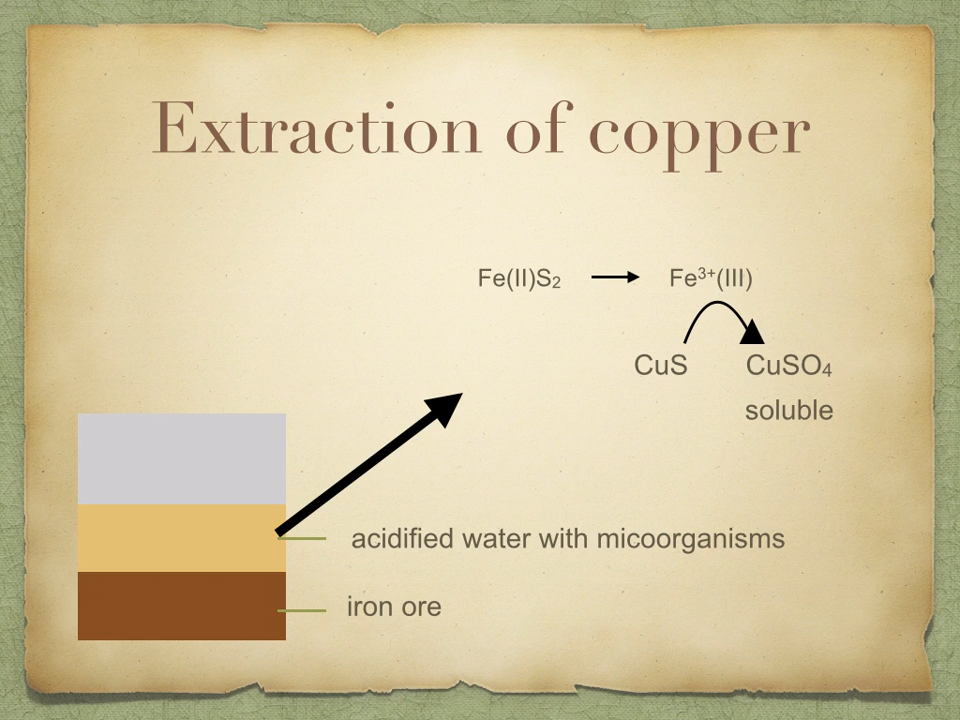 Extraction of copper
Fe(II)S₂ Fe³⁺(III)
CuS CuSO₄
soluble
acidified water with micoorganisms
iron ore